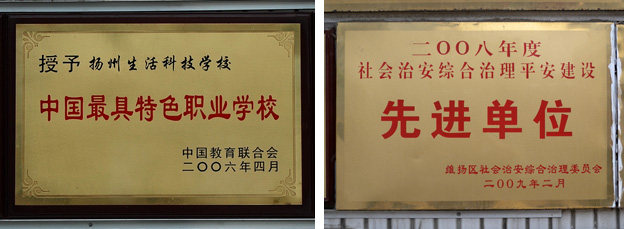 授予 扬州生活科技学校
中国最具特色职业学校
中国教育联合会
二〇〇六年四月
二〇〇八年度
社会治安综合治理平安建设
先进单位
维扬区社会治安综合治理委员会
二〇〇九年二月